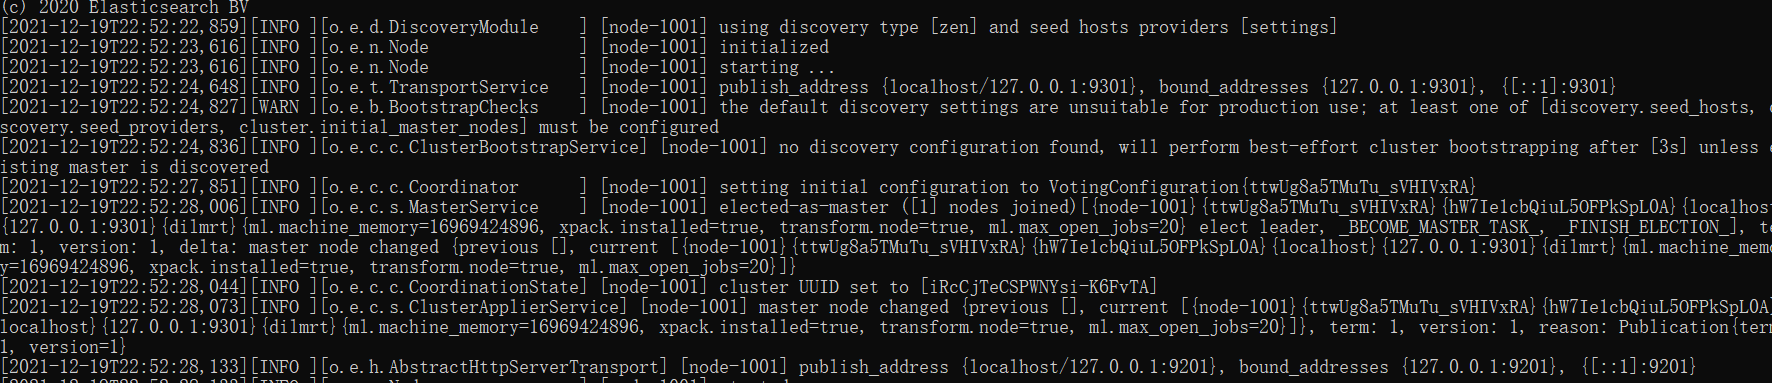 (c) 2020 Elasticsearch BV
[2021-12-19T22:52:22,859][INFO ][o.e.d.DiscoveryModule    ] [node-1001] using discovery type [zen] and seed hosts providers [settings]
[2021-12-19T22:52:23,616][INFO ][o.e.n.Node               ] [node-1001] initialized
[2021-12-19T22:52:23,616][INFO ][o.e.n.Node               ] [node-1001] starting ...
[2021-12-19T22:52:24,648][INFO ][o.e.t.TransportService   ] [node-1001] publish_address {localhost/127.0.0.1:9301}, bound_addresses {127.0.0.1:9301}, {[::1]:9301}
[2021-12-19T22:52:24,827][WARN ][o.e.b.BootstrapChecks    ] [node-1001] the default discovery settings are unsuitable for production use; at least one of [discovery.seed_hosts,
scovery.seed_providers, cluster.initial_master_nodes] must be configured
[2021-12-19T22:52:24,836][INFO ][o.e.c.c.ClusterBootstrapService] [node-1001] no discovery configuration found, will perform best-effort cluster bootstrapping after [3s] unless
isting master is discovered
[2021-12-19T22:52:27,851][INFO ][o.e.c.c.Coordinator      ] [node-1001] setting initial configuration to VotingConfiguration{ttwUg8a5TMuTu_sVHIVxRA}
[2021-12-19T22:52:28,006][INFO ][o.e.c.s.MasterService    ] [node-1001] elected-as-master ([1] nodes joined)[{node-1001}{ttwUg8a5TMuTu_sVHIVxRA}{hW7Ie1cbQiuL5OFPkSpL0A}{localhost
{127.0.0.1:9301}{dilmrt}{ml.machine_memory=16969424896, xpack.installed=true, transform.node=true, ml.max_open_jobs=20} elect leader, _BECOME_MASTER_TASK_, _FINISH_ELECTION_], te
m: 1, version: 1, delta: master node changed {previous [], current [{node-1001}{ttwUg8a5TMuTu_sVHIVxRA}{hW7Ie1cbQiuL5OFPkSpL0A}{localhost}{127.0.0.1:9301}{dilmrt}{ml.machine_mem
y=16969424896, xpack.installed=true, transform.node=true, ml.max_open_jobs=20}]}
[2021-12-19T22:52:28,044][INFO ][o.e.c.c.CoordinationState] [node-1001] cluster UUID set to [iRcCjTeCSPWNYsi-K6FvTA]
[2021-12-19T22:52:28,073][INFO ][o.e.c.s.ClusterApplierService] [node-1001] master node changed {previous [], current [{node-1001}{ttwUg8a5TMuTu_sVHIVxRA}{hW7Ie1cbQiuL5OFPkSpL0A}
localhost}{127.0.0.1:9301}{dilmrt}{ml.machine_memory=16969424896, xpack.installed=true, transform.node=true, ml.max_open_jobs=20}]}, term: 1, version: 1, reason: Publication{term
1, version=1}
[2021-12-19T22:52:28,133][INFO ][o.e.h.AbstractHttpServerTransport] [node-1001] publish_address {localhost/127.0.0.1:9201}, bound_addresses {127.0.0.1:9201}, {[::1]:9201}